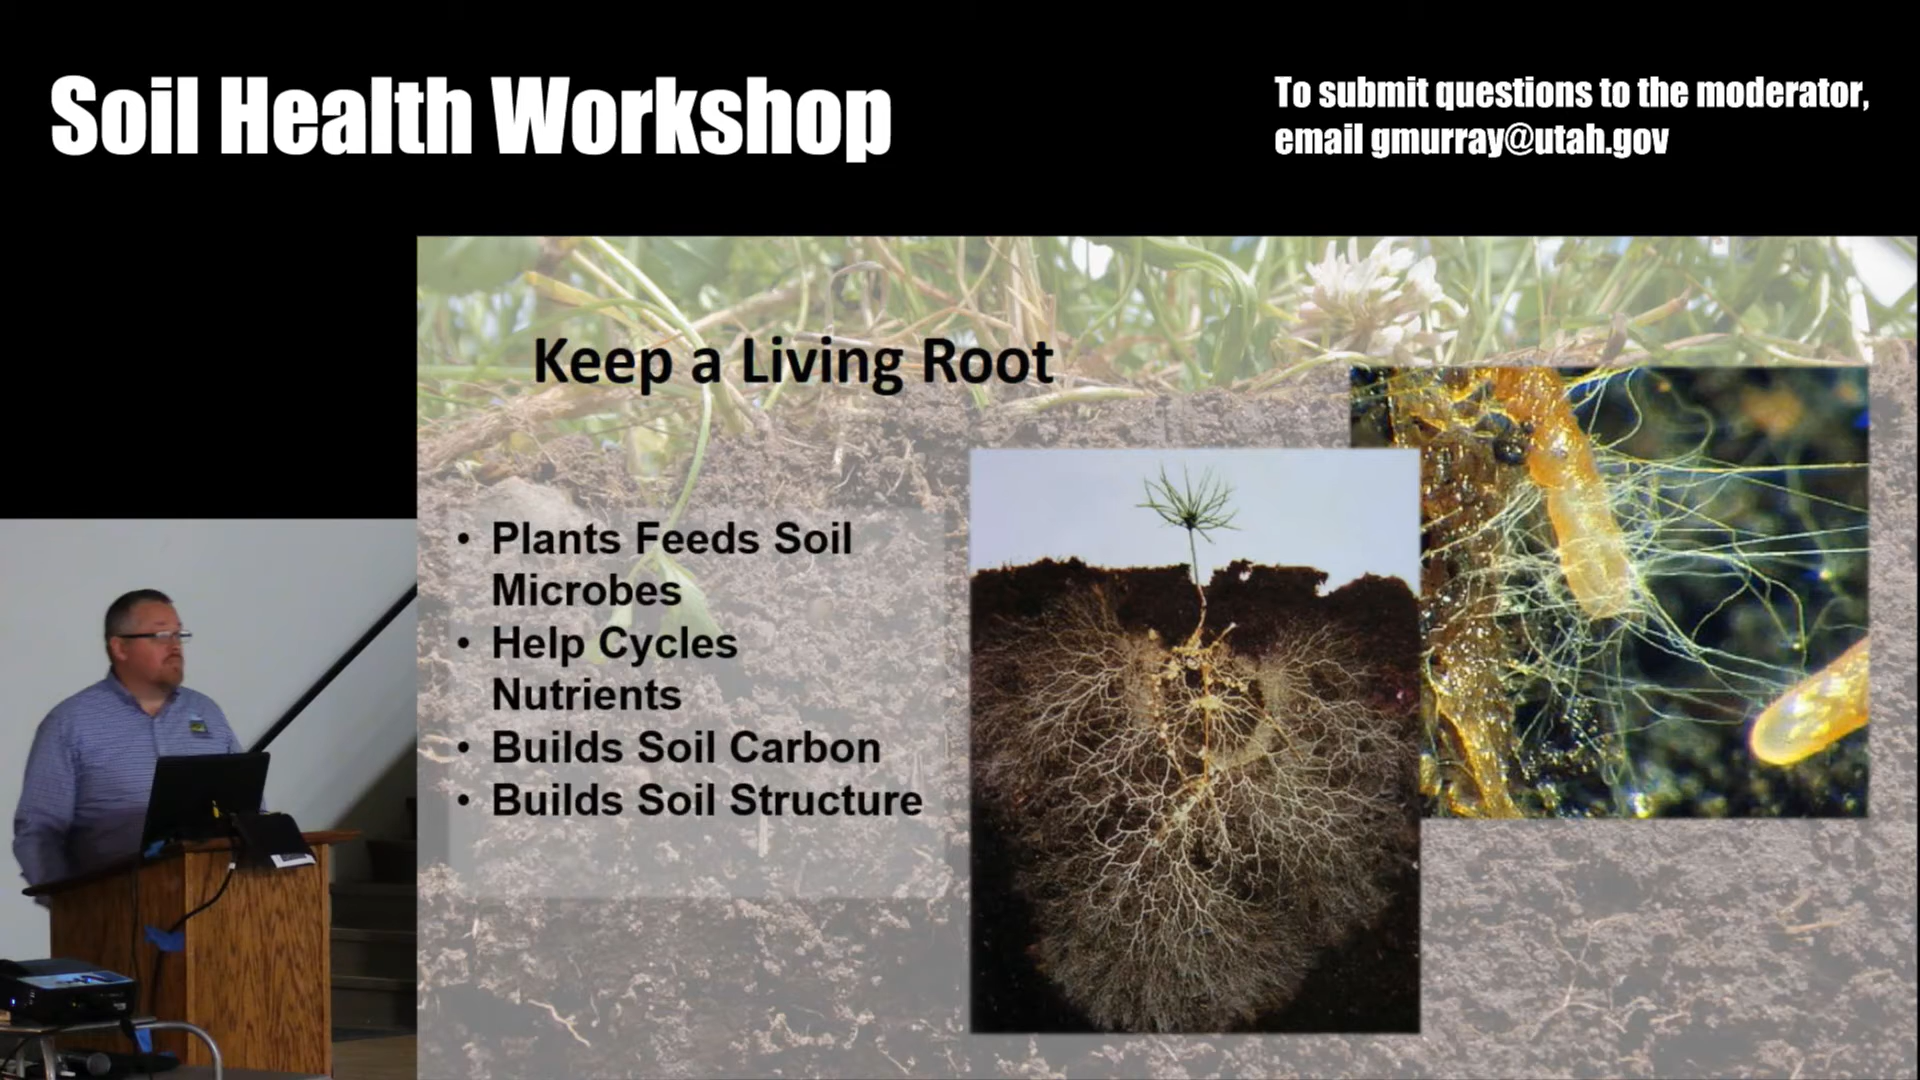 Soil Health Workshop
To submit questions to the moderator,
email gmurray@utah.gov
Keep a Living Root
• Plants Feeds Soil
Microbes
• Help Cycles
Nutrients
• Builds Soil Carbon
• Builds Soil Structure